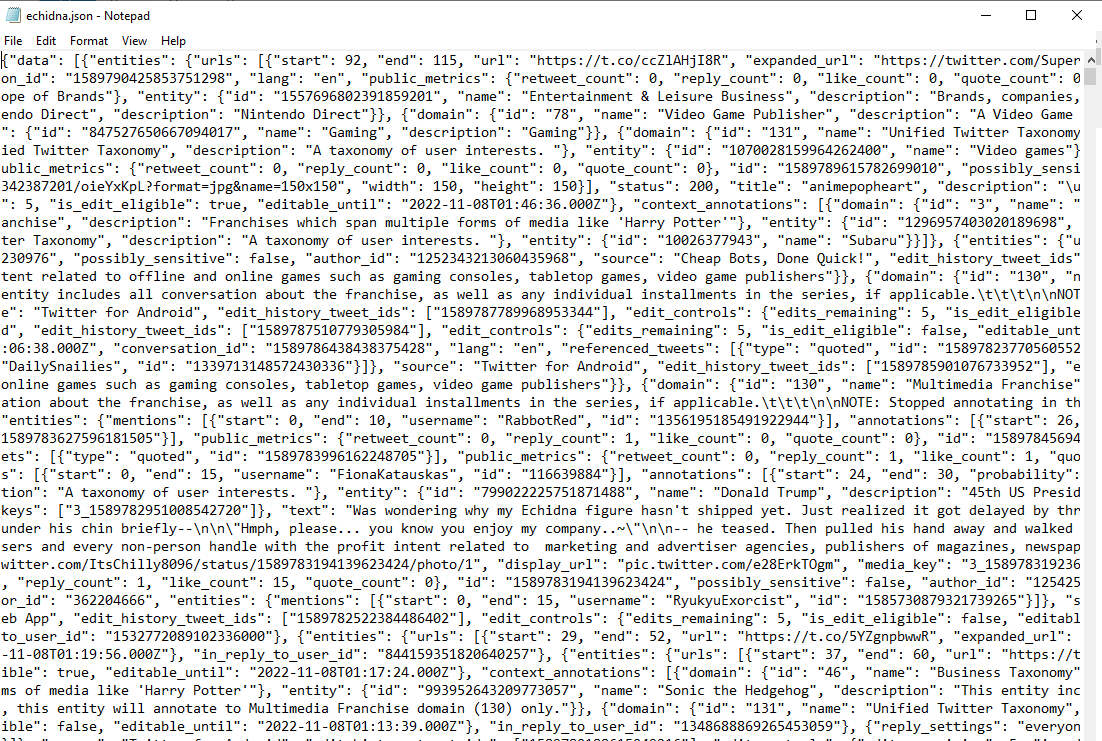 echidna.json - Notepad
File Edit Format View Help
{"data": [{"entities": {"urls": [{"start": 92, "end": 115, "url": "https://t.co/ccZlAHjI8R", "expanded_url": "https://twitter.com/Super
on_id": "1589790425853751298", "lang": "en", "public_metrics": {"retweet_count": 0, "reply_count": 0, "like_count": 0, "quote_count": 0
ope of Brands"}, "entity": {"id": "1557696802391859201", "name": "Entertainment & Leisure Business", "description": "Brands, companies,
endo Direct", "description": "Nintendo Direct"}}, {"domain": {"id": "78", "name": "Video Game Publisher", "description": "A Video Game
": {"id": "847527650667094017", "name": "Gaming", "description": "Gaming"}}, {"domain": {"id": "131", "name": "Unified Twitter Taxonomy
ied Twitter Taxonomy", "description": "A taxonomy of user interests. "}, "entity": {"id": "1070028159964262400", "name": "Video games"}
ublic_metrics": {"retweet_count": 0, "reply_count": 0, "like_count": 0, "quote_count": 0}, "id": "1589789615782699010", "possibly_sensi
342387201/oieYxKpL?format=jpg&name=150x150", "width": 150, "height": 150}], "status": 200, "title": "animepopheart", "description": "\u
": 5, "is_edit_eligible": true, "editable_until": "2022-11-08T01:46:36.000Z"}, "context_annotations": [{"domain": {"id": "3", "name": "
anchise", "description": "Franchises which span multiple forms of media like 'Harry Potter'"}, "entity": {"id": "1296957403020189698",
ter Taxonomy", "description": "A taxonomy of user interests. "}, "entity": {"id": "10026377943", "name": "Subaru"}}]}, {"entities": {"u
230976", "possibly_sensitive": false, "author_id": "1252343213060435968", "source": "Cheap Bots, Done Quick!", "edit_history_tweet_ids"
tent related to offline and online games such as gaming consoles, tabletop games, video game publishers"}}, {"domain": {"id": "130", "n
entity includes all conversation about the franchise, as well as any individual installments in the series, if applicable.\t\t\t\n\nNOT
e": "Twitter for Android", "edit_history_tweet_ids": ["1589787789968953344"], "edit_controls": {"edits_remaining": 5, "is_edit_eligible
d", "edit_history_tweet_ids": ["1589787510779305984"], "edit_controls": {"edits_remaining": 5, "is_edit_eligible": false, "editable_unt
:06:38.000Z", "conversation_id": "1589786438438375428", "lang": "en", "referenced_tweets": [{"type": "quoted", "id": "15897823770560552
"DailySnailies", "id": "1339713148572430336"}]}, "source": "Twitter for Android", "edit_history_tweet_ids": ["1589785901076733952"], "e
online games such as gaming consoles, tabletop games, video game publishers"}}, {"domain": {"id": "130", "name": "Multimedia Franchise"
ation about the franchise, as well as any individual installments in the series, if applicable.\t\t\t\n\nNOTE: Stopped annotating in th
"entities": {"mentions": [{"start": 0, "end": 10, "username": "RabbotRed", "id": "1356195185491922944"}], "annotations": [{"start": 26,
1589783627596181505"}], "public_metrics": {"retweet_count": 0, "reply_count": 1, "like_count": 0, "quote_count": 0}, "id": "15897845694
ets": [{"type": "quoted", "id": "1589783996162248705"}], "public_metrics": {"retweet_count": 0, "reply_count": 1, "like_count": 1, "quo
s": [{"start": 0, "end": 15, "username": "FionaKatauskas", "id": "116639884"}], "annotations": [{"start": 24, "end": 30, "probability":
tion": "A taxonomy of user interests. "}, "entity": {"id": "799022225751871488", "name": "Donald Trump", "description": "45th US Presid
keys": ["3_1589782951008542720"]}, "text": "Was wondering why my Echidna figure hasn't shipped yet. Just realized it got delayed by thr
under his chin briefly--\n\n\"Hmph, please... you know you enjoy my company..~\"\n\n-- he teased. Then pulled his hand away and walked
sers and every non-person handle with the profit intent related to  marketing and advertiser agencies, publishers of magazines, newspap
witter.com/ItsChilly8096/status/1589783194139623424/photo/1", "display_url": "pic.twitter.com/e28ErkTOgm", "media_key": "3_158978319236
, "reply_count": 1, "like_count": 15, "quote_count": 0}, "id": "1589783194139623424", "possibly_sensitive": false, "author_id": "125425
or_id": "362204666", "entities": {"mentions": [{"start": 0, "end": 15, "username": "RyukyuExorcist", "id": "1585730879321739265"}]}, "s
eb App", "edit_history_tweet_ids": ["1589782522384486402"], "edit_controls": {"edits_remaining": 5, "is_edit_eligible": false, "editabl
to_user_id": "1532772089102336000"}, {"entities": {"urls": [{"start": 29, "end": 52, "url": "https://t.co/5YZgnpbwwR", "expanded_url":
-11-08T01:19:56.000Z"}, "in_reply_to_user_id": "844159351820640257"}, {"entities": {"urls": [{"start": 37, "end": 60, "url": "https://t
ible": true, "editable_until": "2022-11-08T01:17:24.000Z"}, "context_annotations": [{"domain": {"id": "46", "name": "Business Taxonomy"
ms of media like 'Harry Potter'"}, "entity": {"id": "993952643209773057", "name": "Sonic the Hedgehog", "description": "This entity inc
, this entity will annotate to Multimedia Franchise domain (130) only."}}, {"domain": {"id": "131", "name": "Unified Twitter Taxonomy",
ible": false, "editable_until": "2022-11-08T01:13:39.000Z"}, "in_reply_to_user_id": "1348688869265453059"}, {"reply_settings": "everyon